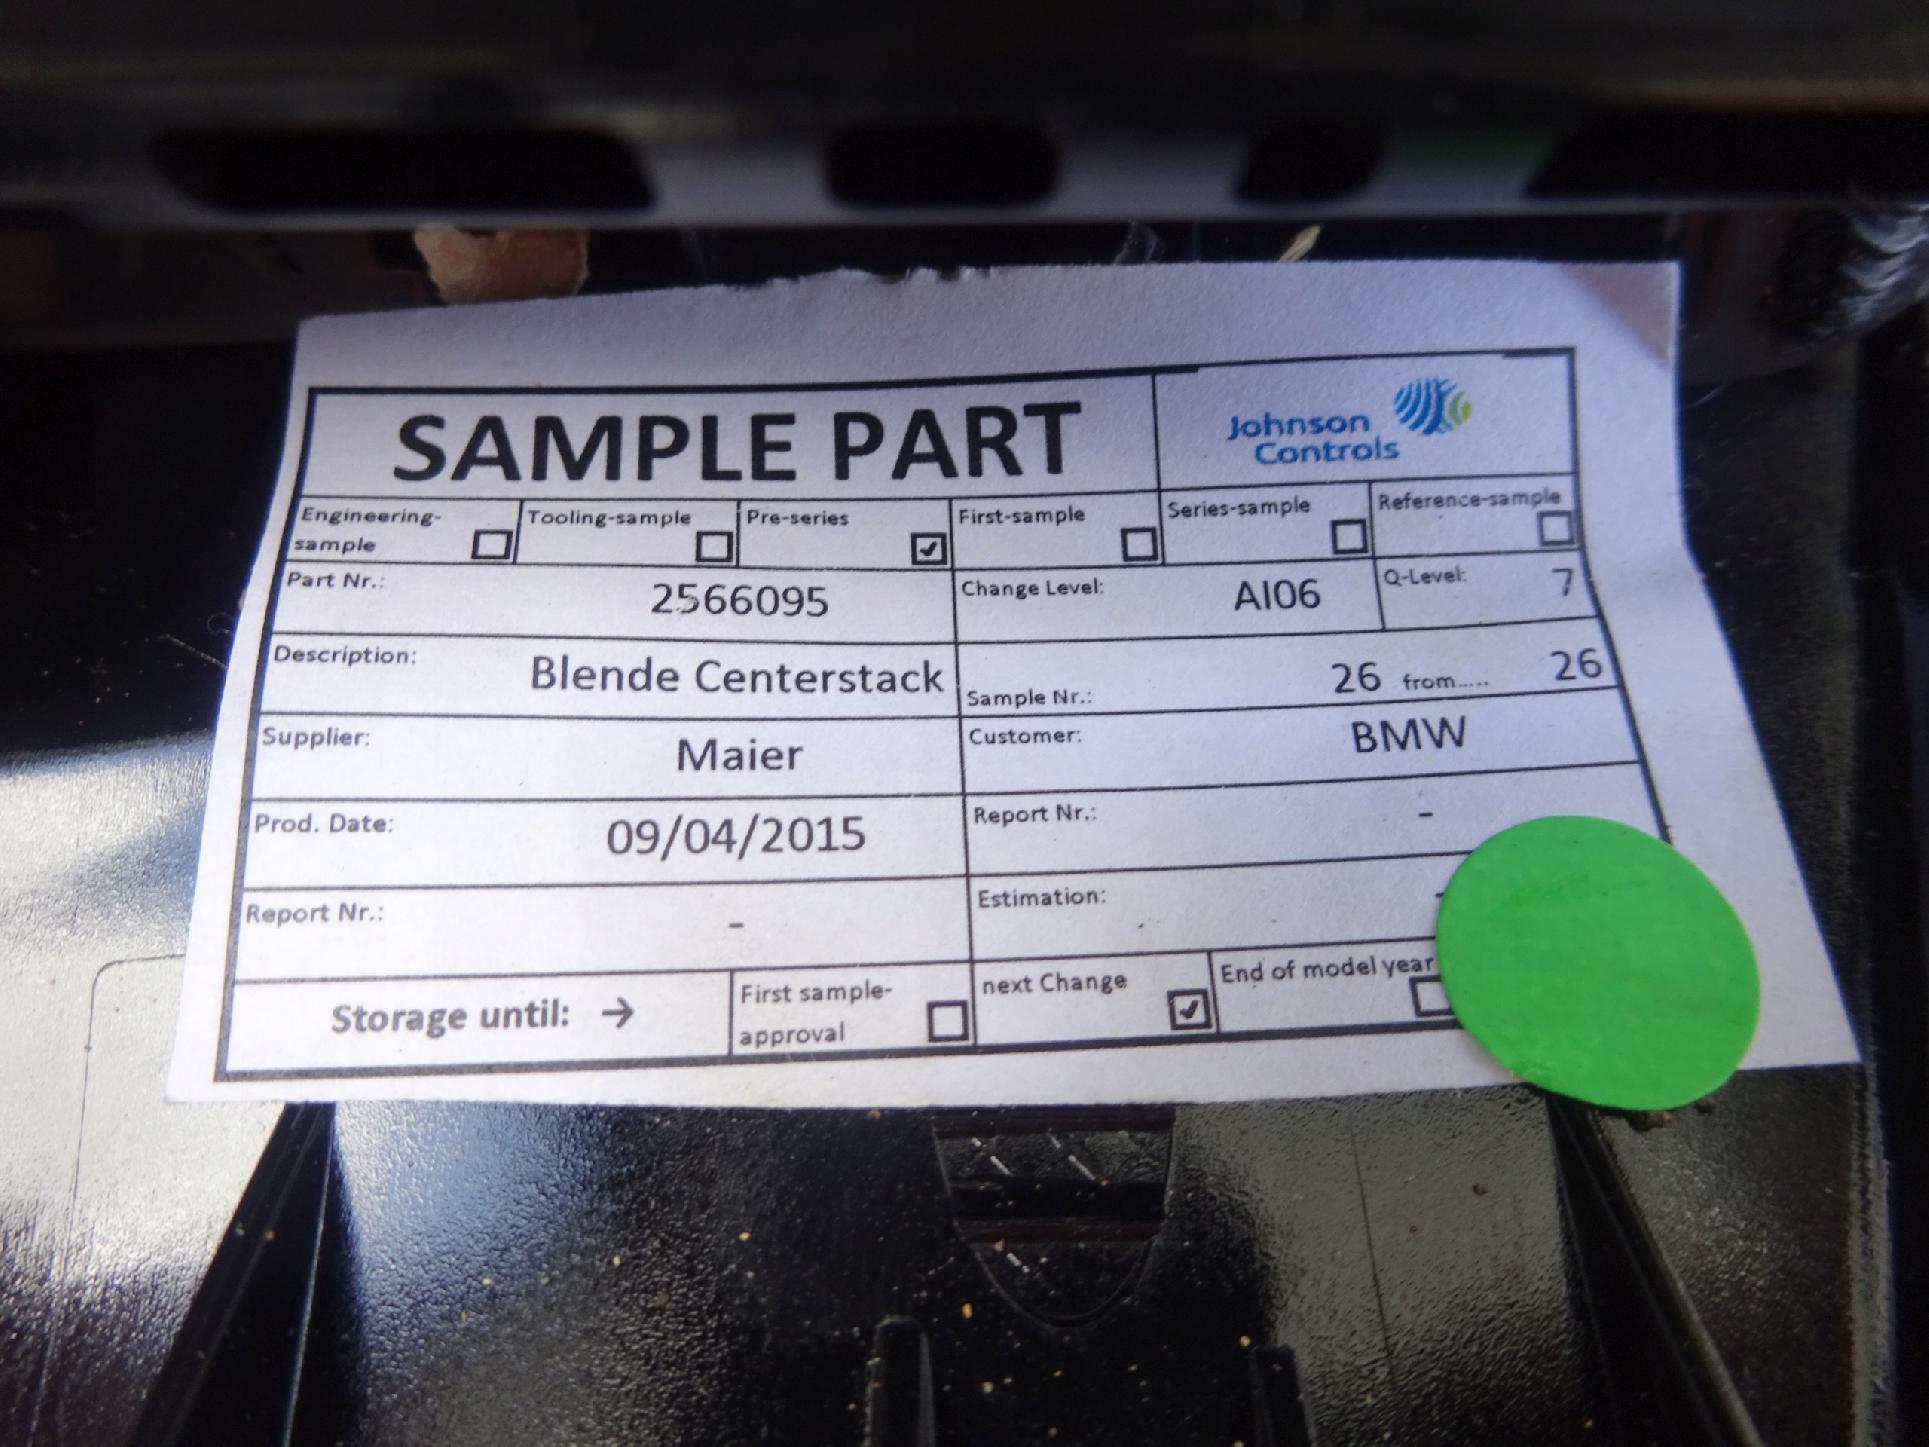 SAMPLE PART
Johnson
Controls
Engineering-
sample
Tooling-sample
Pre-series
First-sample
Series-sample
Reference-sample
Part Nr.: 2566095
Change Level: AI06
Q-Level: 7
Description: Blende Centerstack
Sample Nr.: 26 from..... 26
Supplier: Maier
Customer: BMW
Prod. Date: 09/04/2015
Report Nr.: -
Report Nr.: -
Estimation: -
Storage until: →
First sample-
approval
next Change
End of model year